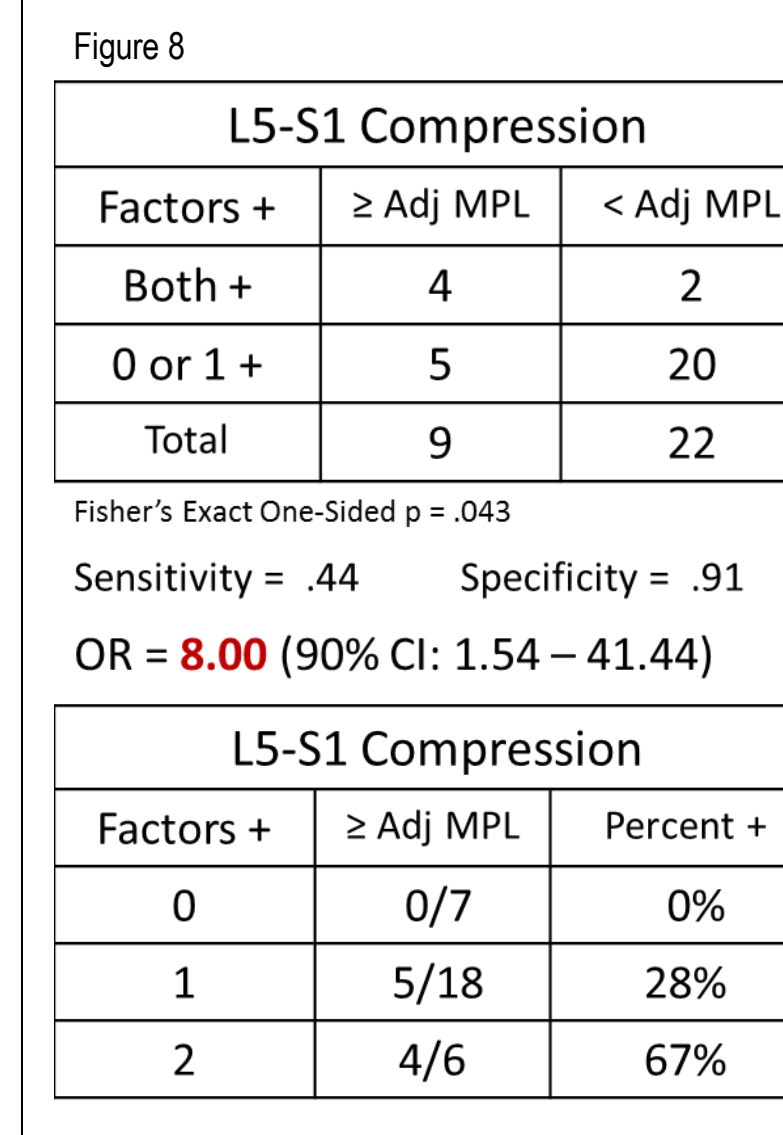 Figure 8
L5-S1 Compression
Factors + ≥ Adj MPL < Adj MPL
Both + 4 2
0 or 1 + 5 20
Total 9 22
Fisher’s Exact One-Sided p = .043
Sensitivity = .44 Specificity = .91
OR = 8.00 (90% CI: 1.54 – 41.44)
L5-S1 Compression
Factors + ≥ Adj MPL Percent +
0 0/7 0%
1 5/18 28%
2 4/6 67%